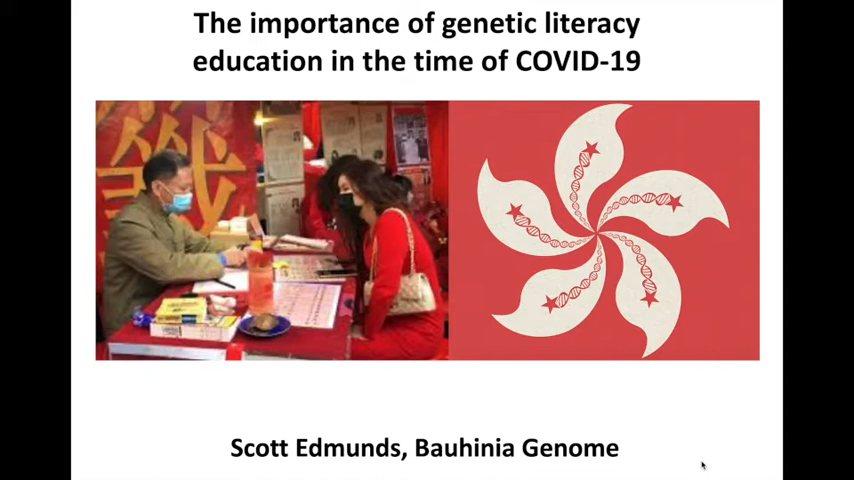 The importance of genetic literacy
education in the time of COVID-19
Scott Edmunds, Bauhinia Genome